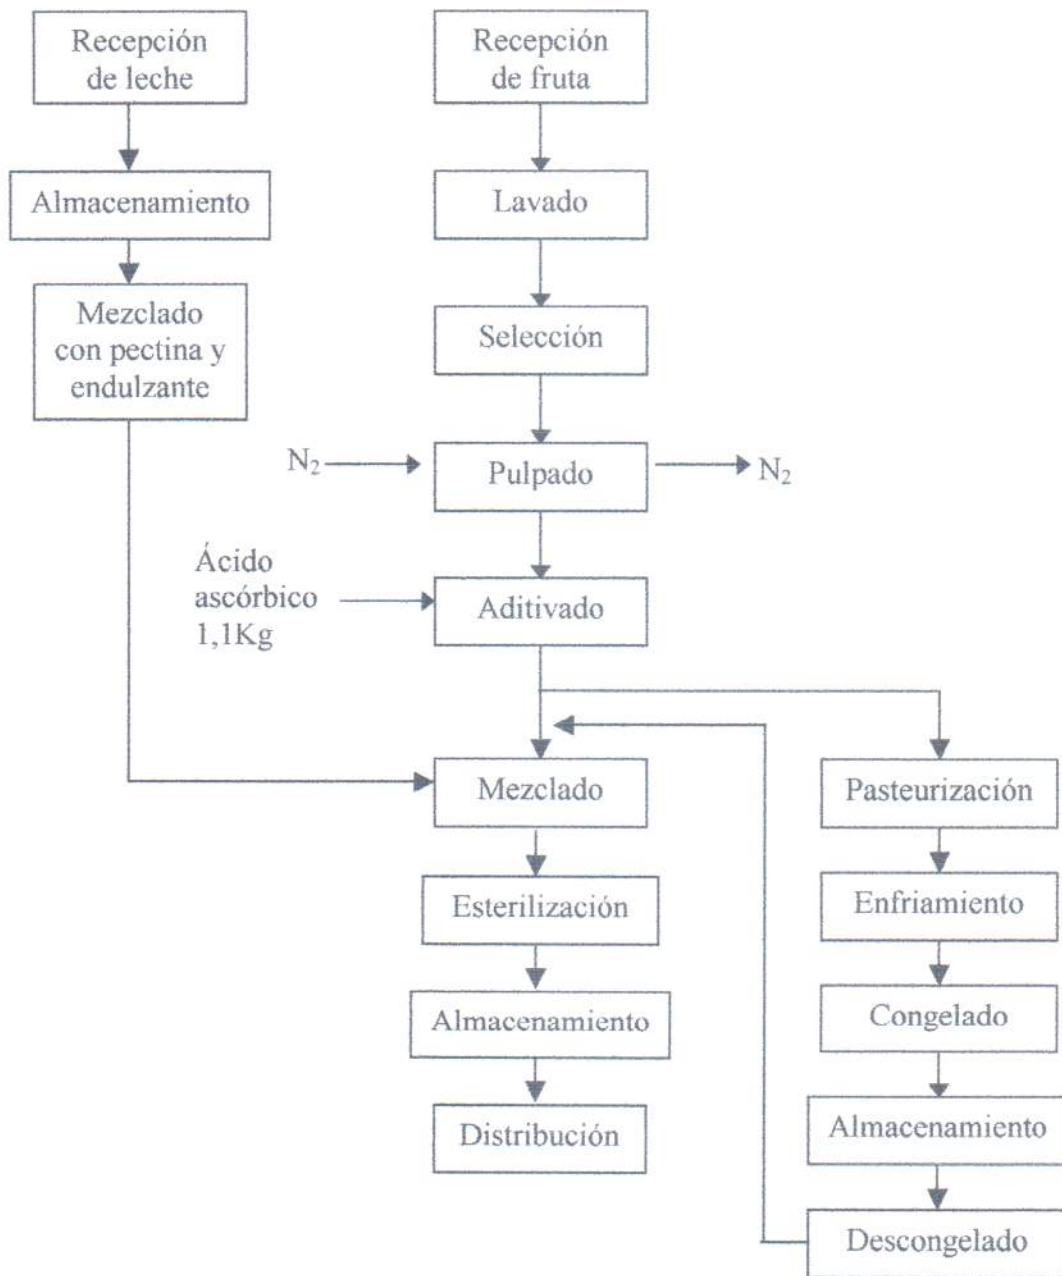 Recepción
de leche
Almacenamiento
Mezclado
con pectina y
endulzante
Recepción
de fruta
Lavado
Selección
N₂
Pulpado
N₂
Ácido
ascórbico
1,1Kg
Aditivado
Mezclado
Esterilización
Almacenamiento
Distribución
Pasteurización
Enfriamiento
Congelado
Almacenamiento
Descongelado